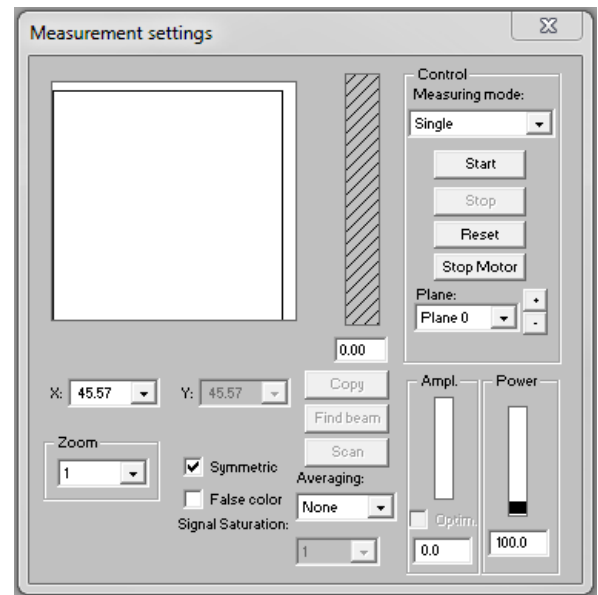 Measurement settings
Control
Measuring mode:
Single
Start
Stop
Reset
Stop Motor
Plane:
Plane 0
+
-
0.00
X: 45.57
Y: 45.57
Copy
Find beam
Scan
Zoom
1
Symmetric
False color
Signal Saturation:
Averaging:
None
1
Ampl.
Optim.
0.0
Power
100.0